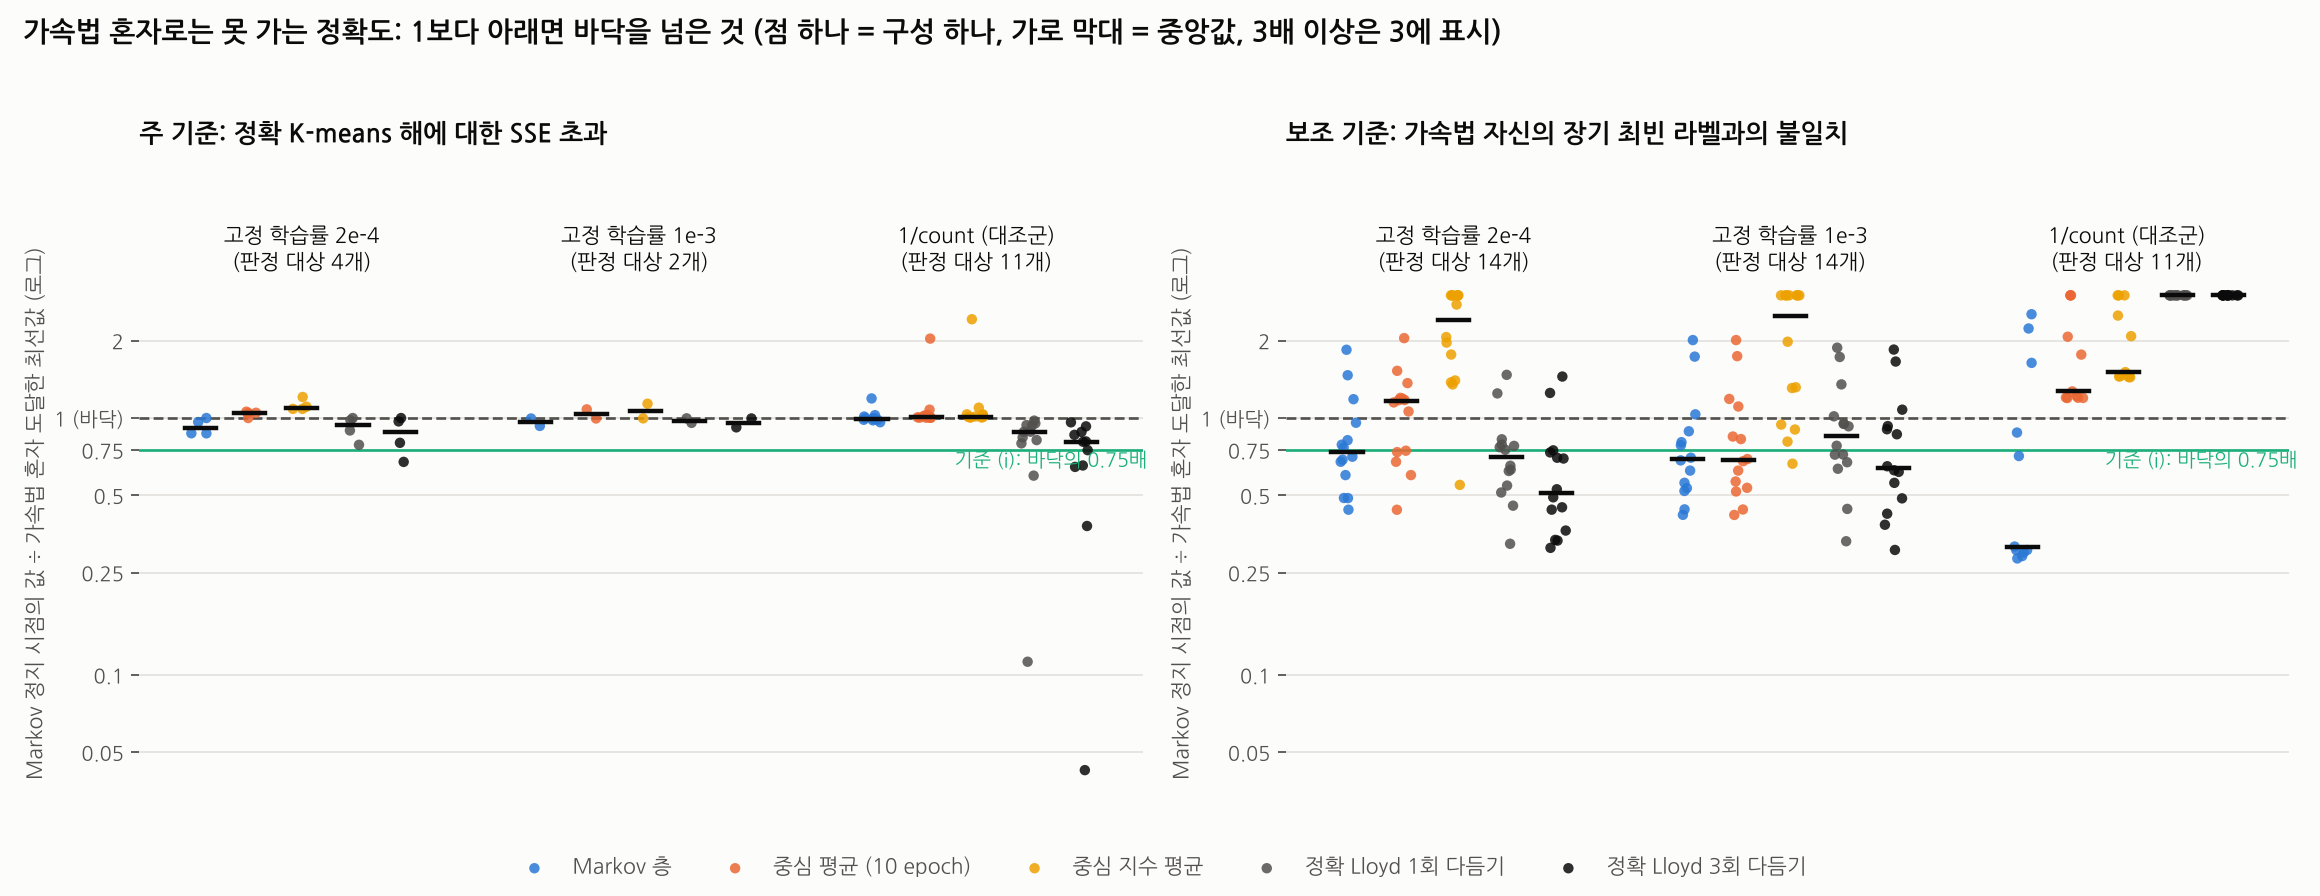 가속법 혼자로는 못 가는 정확도: 1보다 아래면 바닥을 넘은 것 (점 하나 = 구성 하나, 가로 막대 = 중앙값, 3배 이상은 3에 표시)
주 기준: 정확 K-means 해에 대한 SSE 초과
고정 학습률 2e-4
(판정 대상 4개)
고정 학습률 1e-3
(판정 대상 2개)
1/count (대조군)
(판정 대상 11개)
Markov 정지 시점의 값 ÷ 가속법 혼자 도달한 최선값 (로그)
2
1 (바닥)
0.75
0.5
0.25
0.1
0.05
기준 (i): 바닥의 0.75배
보조 기준: 가속법 자신의 장기 최빈 라벨과의 불일치
고정 학습률 2e-4
(판정 대상 14개)
고정 학습률 1e-3
(판정 대상 14개)
1/count (대조군)
(판정 대상 11개)
Markov 정지 시점의 값 ÷ 가속법 혼자 도달한 최선값 (로그)
2
1 (바닥)
0.75
0.5
0.25
0.1
0.05
기준 (i): 바닥의 0.75배
Markov 층
중심 평균 (10 epoch)
중심 지수 평균
정확 Lloyd 1회 다듬기
정확 Lloyd 3회 다듬기